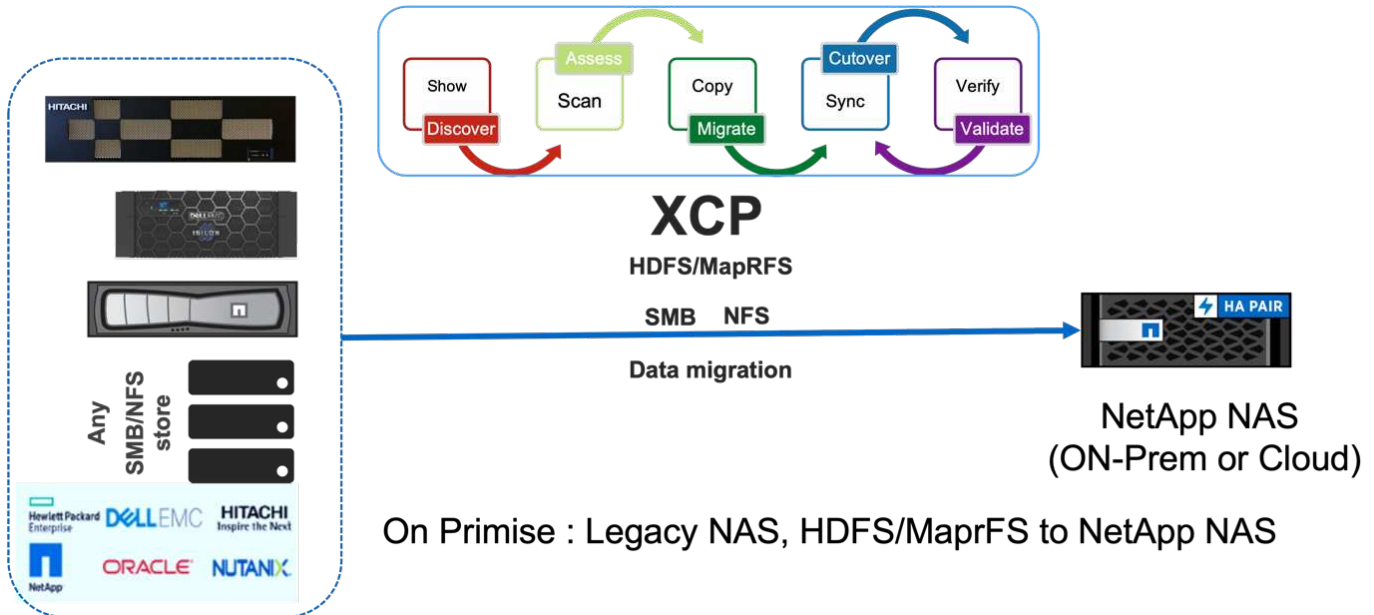 Show
Discover
Assess
Scan
Copy
Migrate
Cutover
Sync
Verify
Validate
XCP
HDFS/MapRFS
SMB NFS
Data migration
HITACHI
DELLEMC
ISILON
Any
SMB/NFS
store
Hewlett Packard
Enterprise
DELLEMC
HITACHI
Inspire the Next
NetApp
ORACLE
NUTANIX
HA PAIR
NetApp NAS
(ON-Prem or Cloud)
On Primise : Legacy NAS, HDFS/MaprFS to NetApp NAS